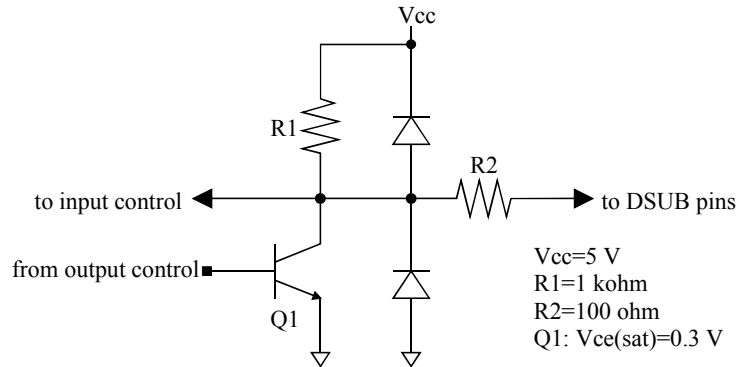 Vcc
R1
R2
to input control
to DSUB pins
from output control
Q1
Vcc=5 V
R1=1 kohm
R2=100 ohm
Q1: Vce(sat)=0.3 V